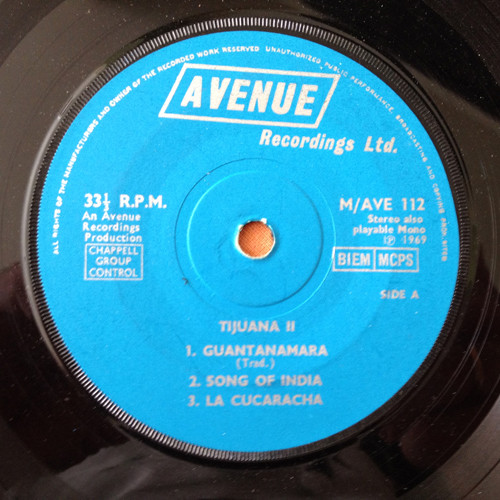 ALL RIGHTS OF THE MANUFACTURERS AND OWNER OF THE RECORDED WORK RESERVED UNAUTHORIZED PUBLIC PERFORMANCE BROADCASTING AND COPYING
AVENUE
Recordings Ltd.
33⅓ R.P.M.
An Avenue
Recordings
Production
CHAPPELL
GROUP
CONTROL
M/AVE 112
Stereo also
playable Mono
℗ 1969
BIEM MCPS
SIDE A
TIJUANA II
1. GUANTANAMARA
(Trad.)
2. SONG OF INDIA
3. LA CUCARACHA